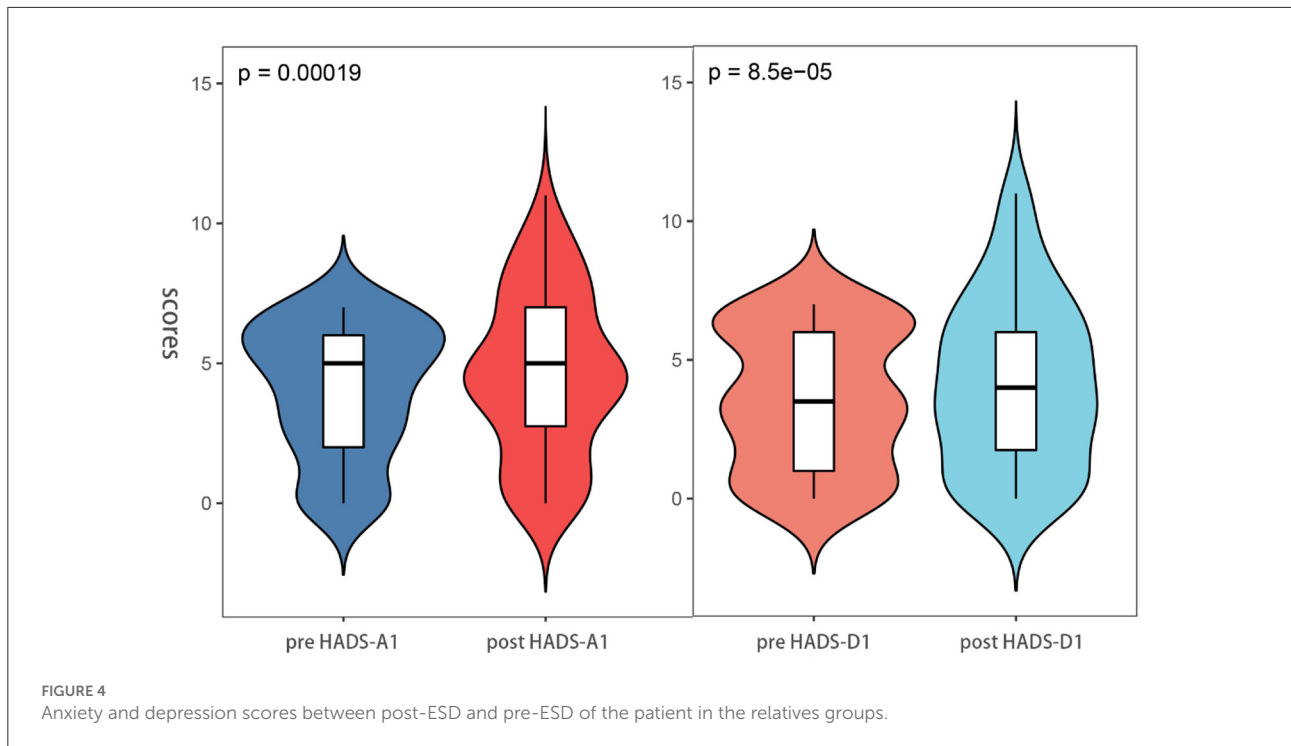 p = 0.00019
p = 8.5e−05
15
10
5
0
15
10
5
0
scores
pre HADS-A1
post HADS-A1
pre HADS-D1
post HADS-D1
FIGURE 4
Anxiety and depression scores between post-ESD and pre-ESD of the patient in the relatives groups.